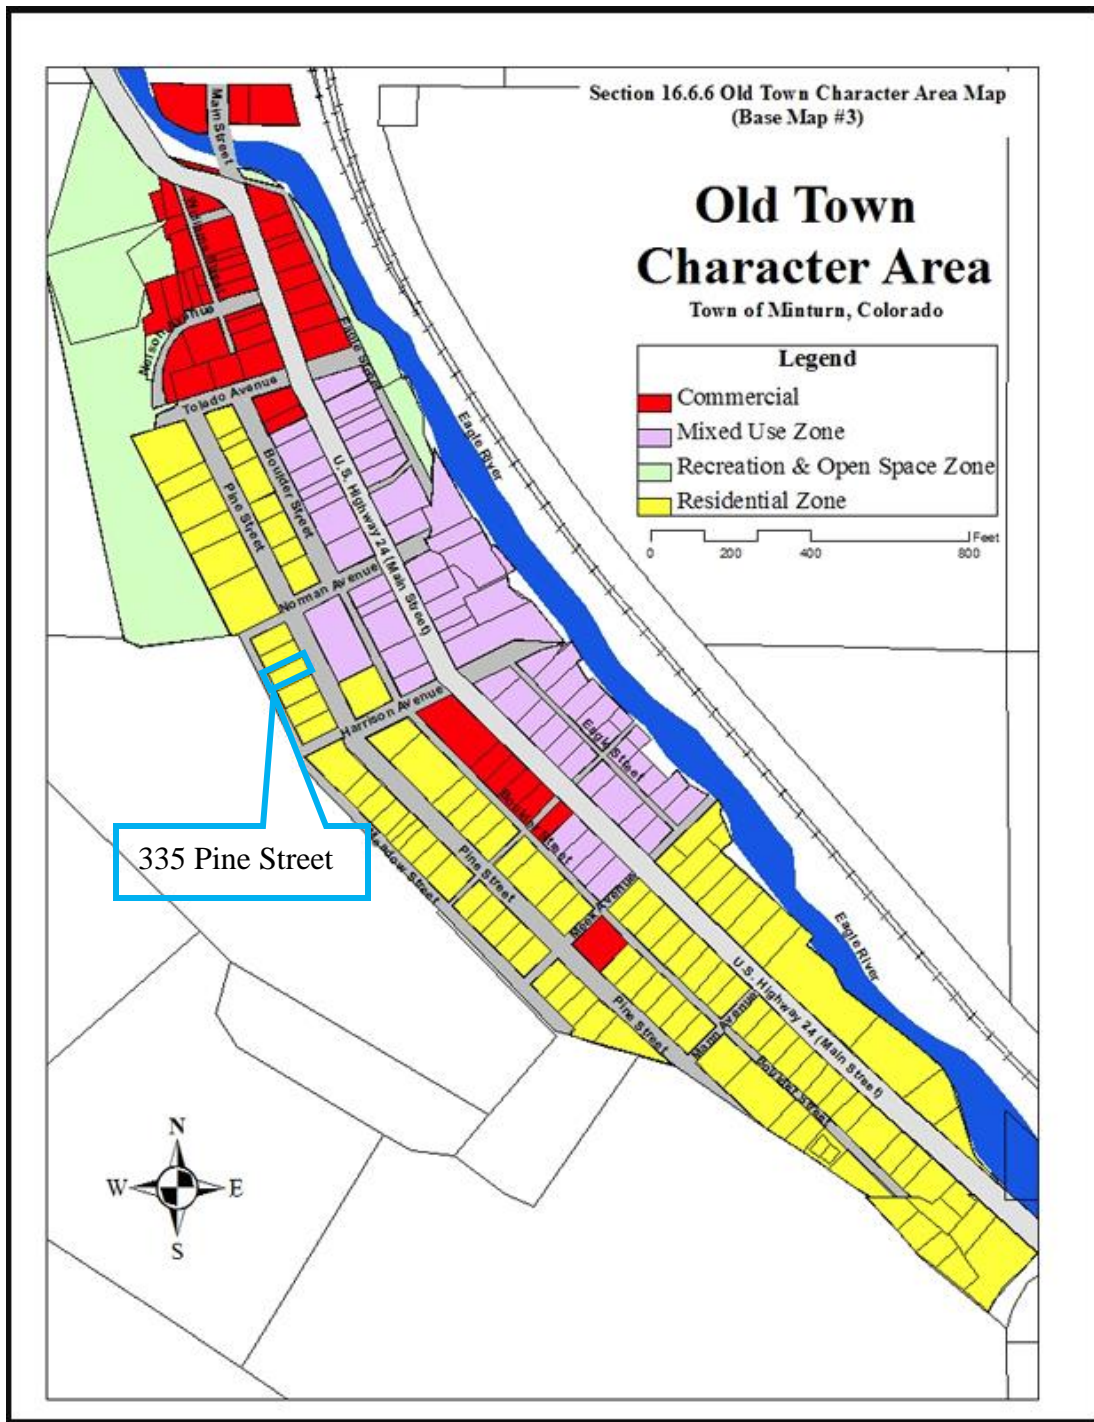 Section 16.6.6 Old Town Character Area Map
(Base Map #3)
Old Town
Character Area
Town of Minturn, Colorado
Legend
Commercial
Mixed Use Zone
Recreation & Open Space Zone
Residential Zone
Feet
0 200 400 800
Main Street
Nelson Avenue
Eagle Street
Toledo Avenue
Eagle River
Boulder Street
Pine Street
U.S. Highway 24 (Main Street)
Norman Avenue
Harrison Avenue
Eagle Street
Boulder Street
335 Pine Street
Meadow Street
Pine Street
Meek Avenue
Eagle River
U.S. Highway 24 (Main Street)
Pine Street
Mann Avenue
Boulder Street
N
W E
S